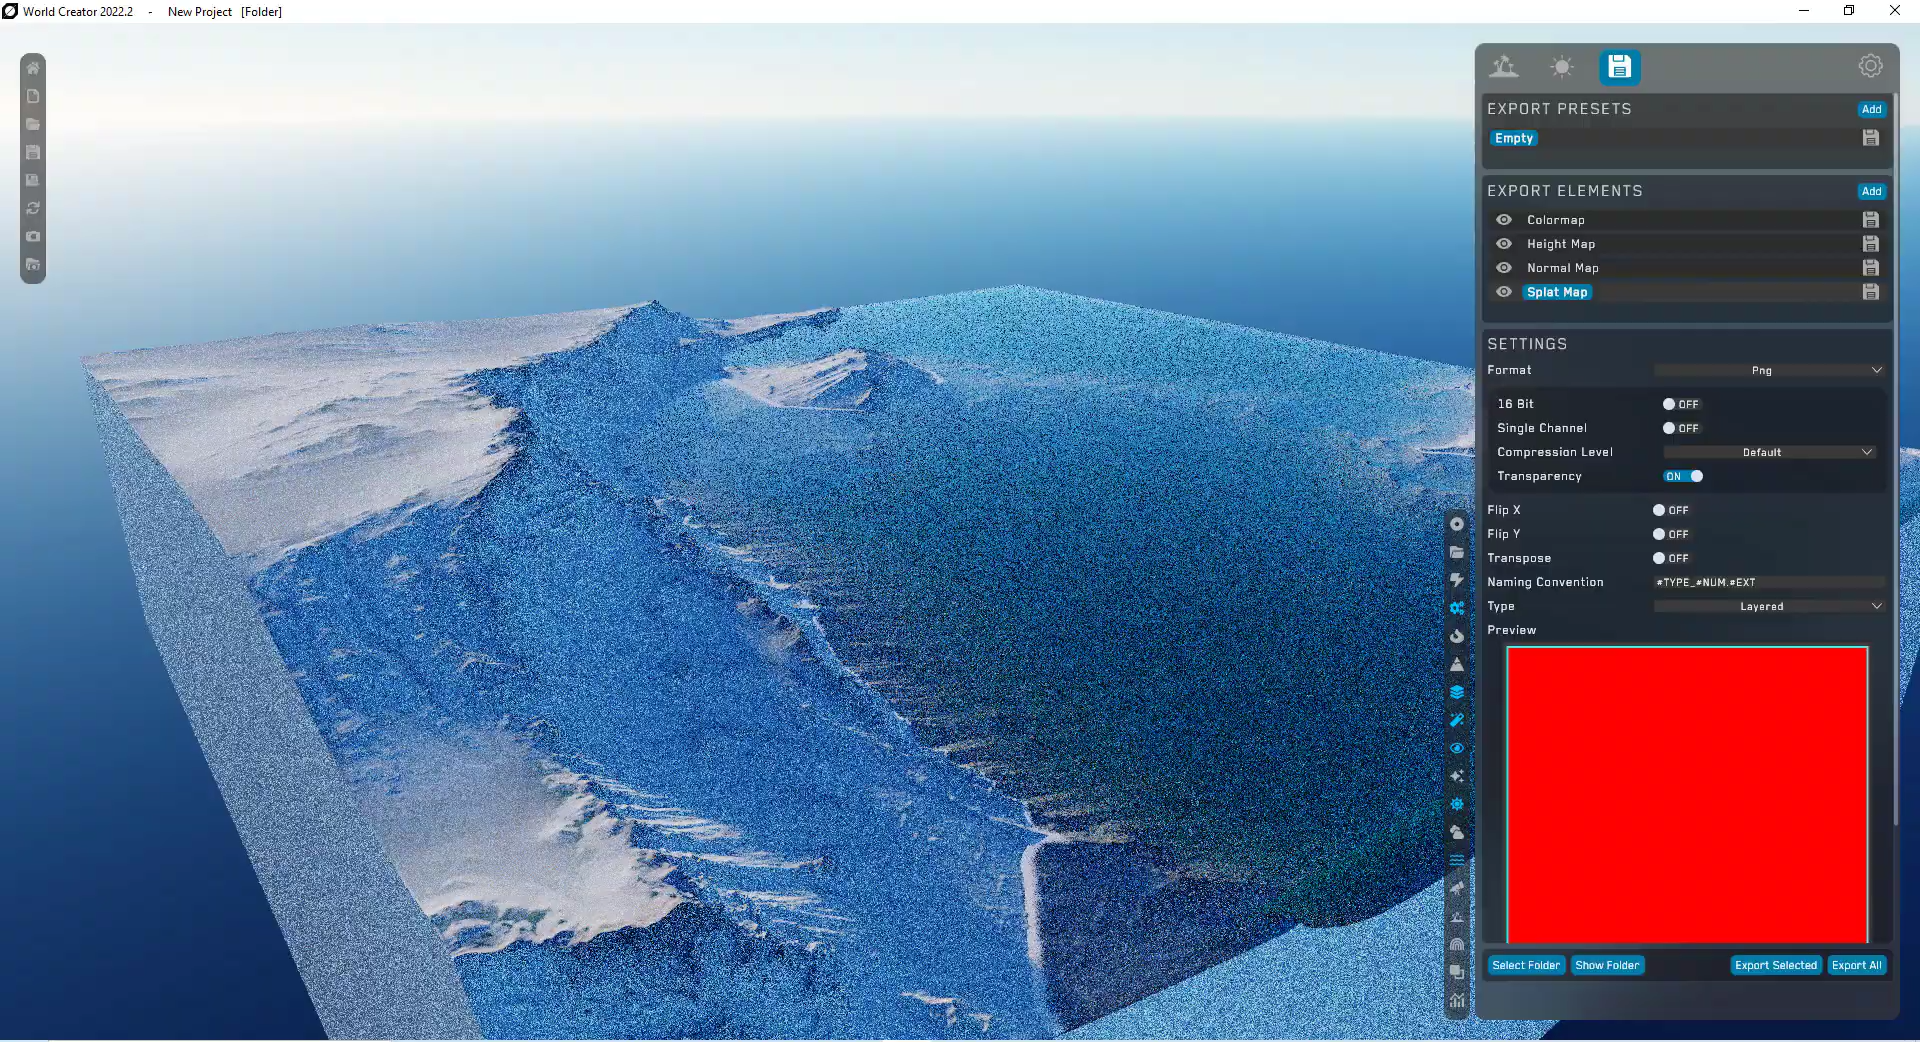 World Creator 2022.2 - New Project [Folder]
EXPORT PRESETS
Add
Empty
EXPORT ELEMENTS
Add
Colormap
Height Map
Normal Map
Splat Map
SETTINGS
Format Png
16 Bit OFF
Single Channel OFF
Compression Level Default
Transparency ON
Flip X OFF
Flip Y OFF
Transpose OFF
Naming Convention #TYPE_#NUM.#EXT
Type Layered
Preview
Select Folder Show Folder Export Selected Export All